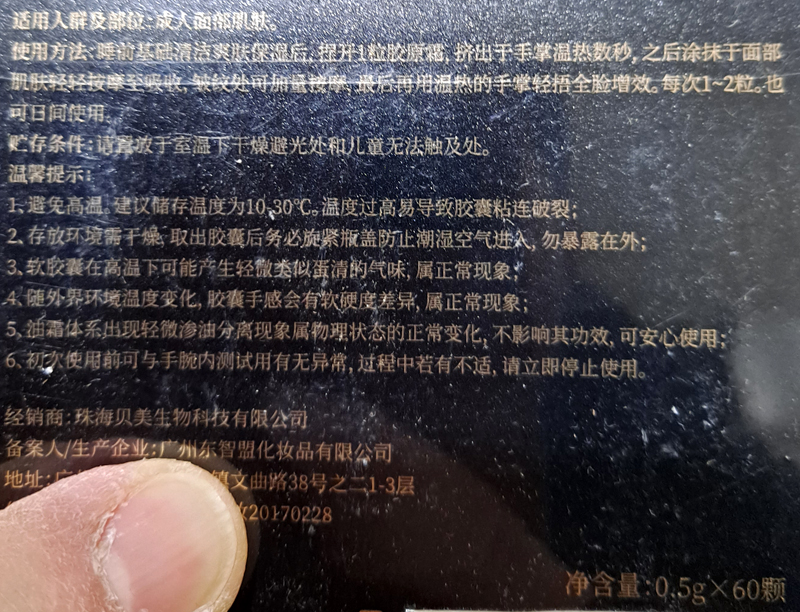 适用人群及部位:成人面部肌肤。
使用方法:睡前基础清洁爽肤保湿后,捏开1粒胶原霜,挤出于手掌温热数秒,之后涂抹于面部
肌肤轻轻按摩至吸收,皱纹处可加量按摩,最后再用温热的手掌轻捂全脸增效。每次1~2粒。也
可日间使用。
贮存条件:请置放于室温下干燥避光处和儿童无法触及处。
温馨提示:
1、避免高温。建议储存温度为10-30℃。温度过高易导致胶囊粘连破裂;
2、存放环境需干燥,取出胶囊后务必旋紧瓶盖防止潮湿空气进入,勿暴露在外;
3、软胶囊在高温下可能产生轻微类似蛋清的气味,属正常现象;
4、随外界环境温度变化,胶囊手感会有软硬度差异,属正常现象;
5、油霜体系出现轻微渗油分离现象属物理状态的正常变化,不影响其功效,可安心使用;
6、初次使用前可与手腕内测试用有无异常,过程中若有不适,请立即停止使用。
经销商:珠海贝美生物科技有限公司
备案人/生产企业:广州东智盟化妆品有限公司
地址:广 镇文曲路38号之二1-3层
妆20170228
净含量:0.5g×60颗